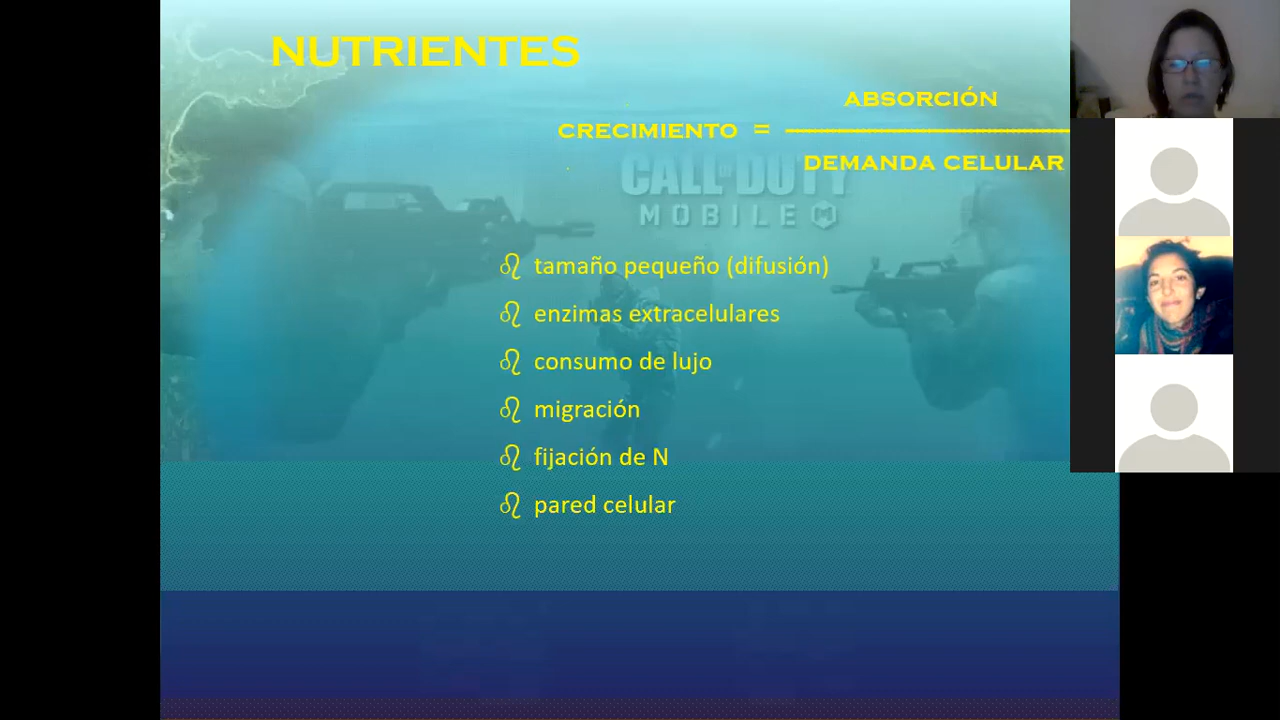 NUTRIENTES
ABSORCIÓN
CRECIMIENTO =
DEMANDA CELULAR
CALL OF DUTY
MOBILE
tamaño pequeño (difusión)
enzimas extracelulares
consumo de lujo
migración
fijación de N
pared celular